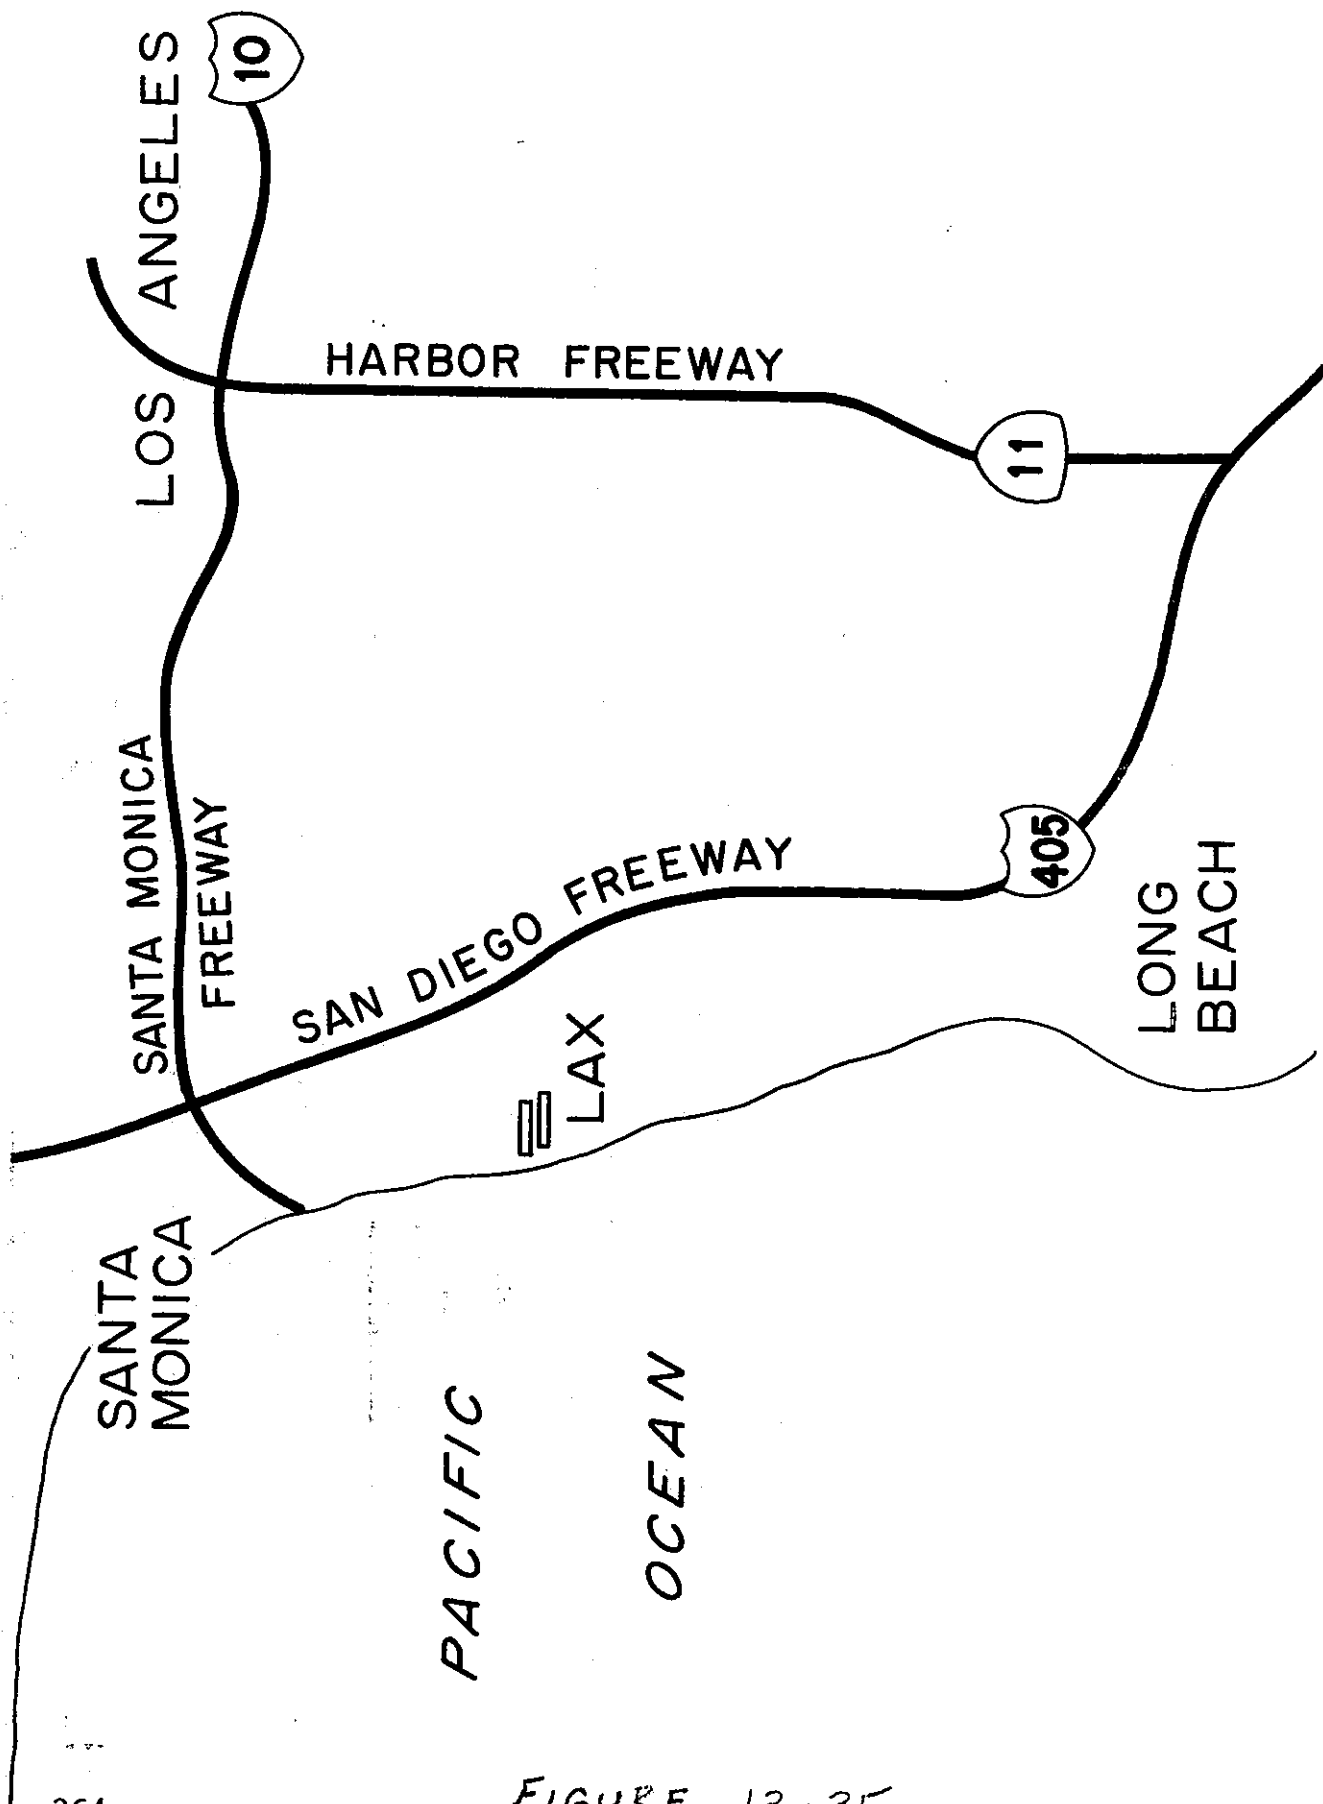 LOS ANGELES
10
HARBOR FREEWAY
11
SANTA MONICA
FREEWAY
SAN DIEGO FREEWAY
405
LAX
LONG
BEACH
SANTA
MONICA
PACIFIC
OCEAN
FIGURE